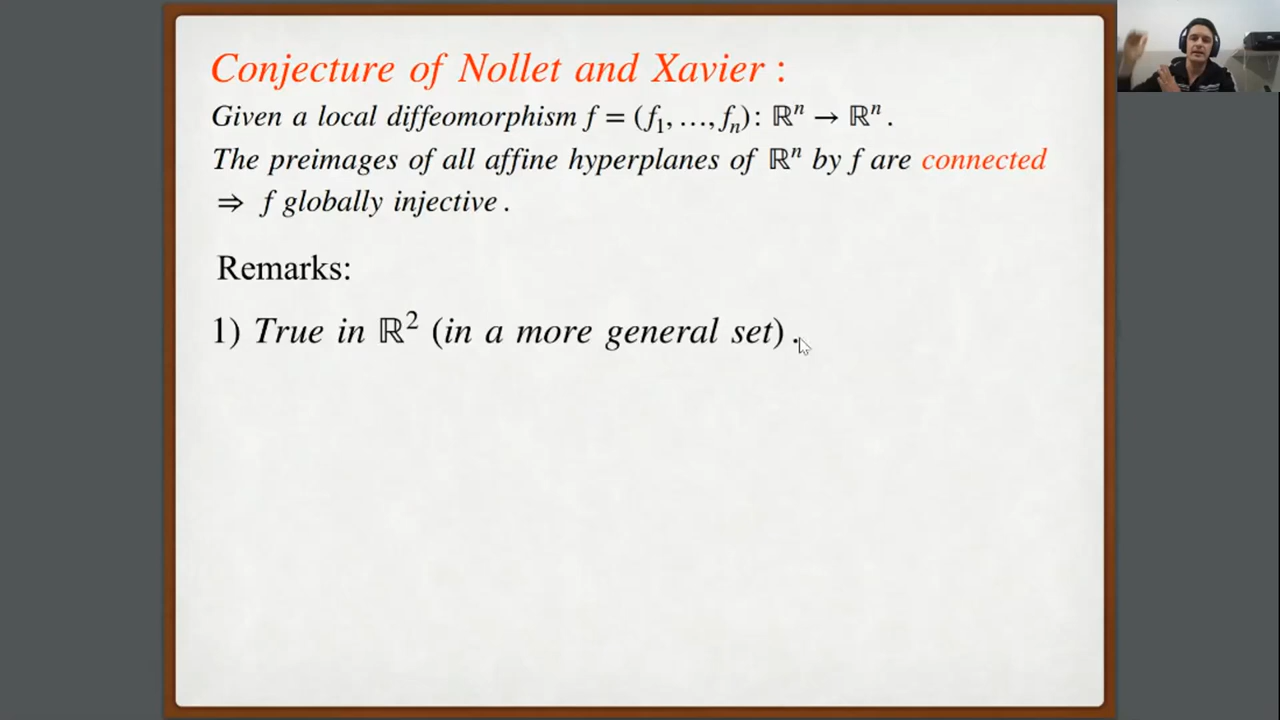 Conjecture of Nollet and Xavier :
Given a local diffeomorphism f = (f₁, …, fₙ): ℝⁿ → ℝⁿ .
The preimages of all affine hyperplanes of ℝⁿ by f are connected
⇒ f globally injective .
Remarks:
1) True in ℝ² (in a more general set) .